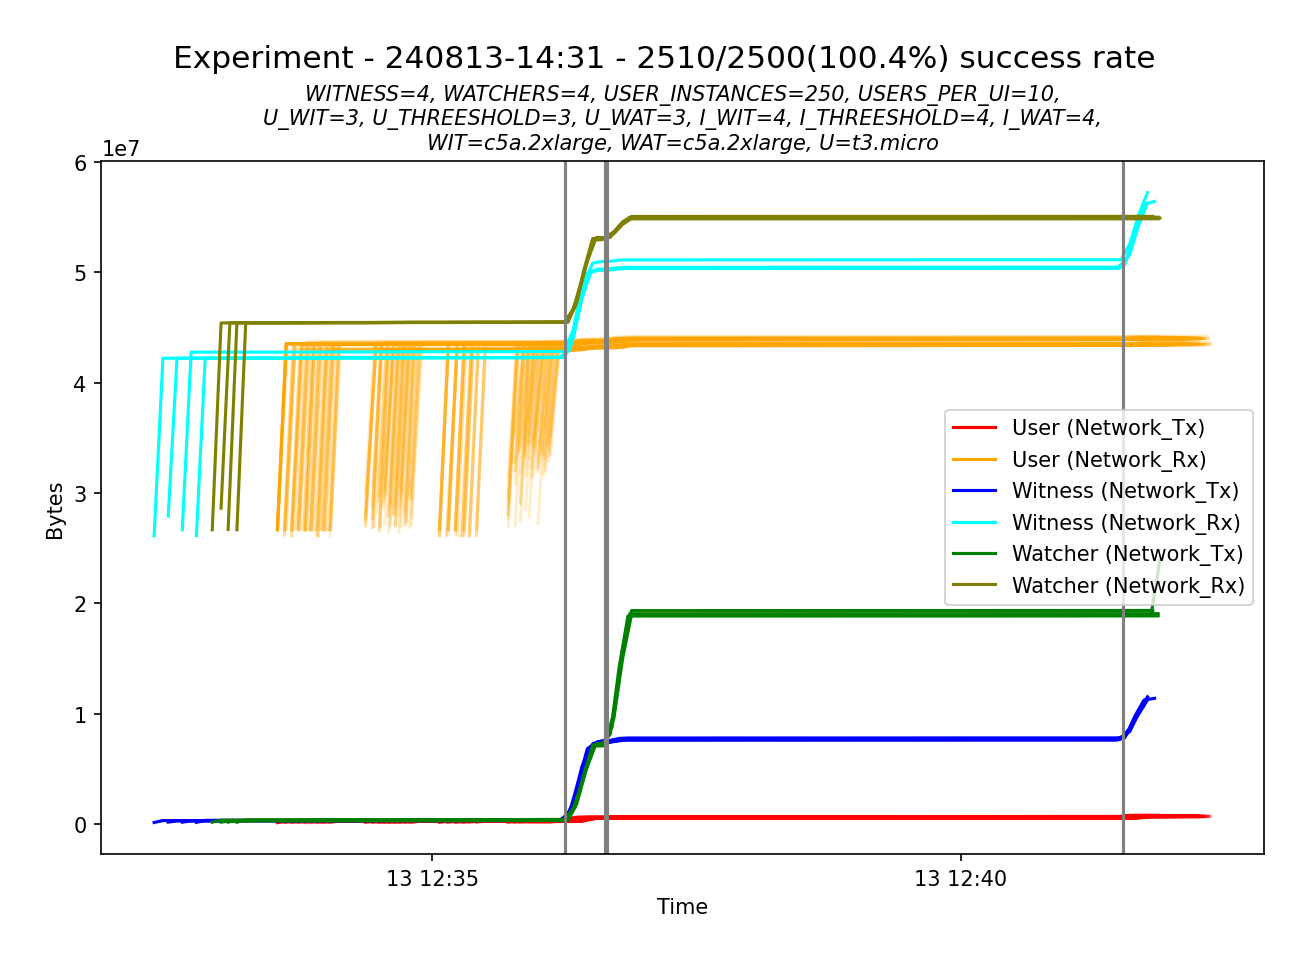 Experiment - 240813-14:31 - 2510/2500(100.4%) success rate
WITNESS=4, WATCHERS=4, USER_INSTANCES=250, USERS_PER_UI=10,
U_WIT=3, U_THREESHOLD=3, U_WAT=3, I_WIT=4, I_THREESHOLD=4, I_WAT=4,
WIT=c5a.2xlarge, WAT=c5a.2xlarge, U=t3.micro
1e7
6
5
4
3
2
1
0
Bytes
User (Network_Tx)
User (Network_Rx)
Witness (Network_Tx)
Witness (Network_Rx)
Watcher (Network_Tx)
Watcher (Network_Rx)
13 12:35
13 12:40
Time